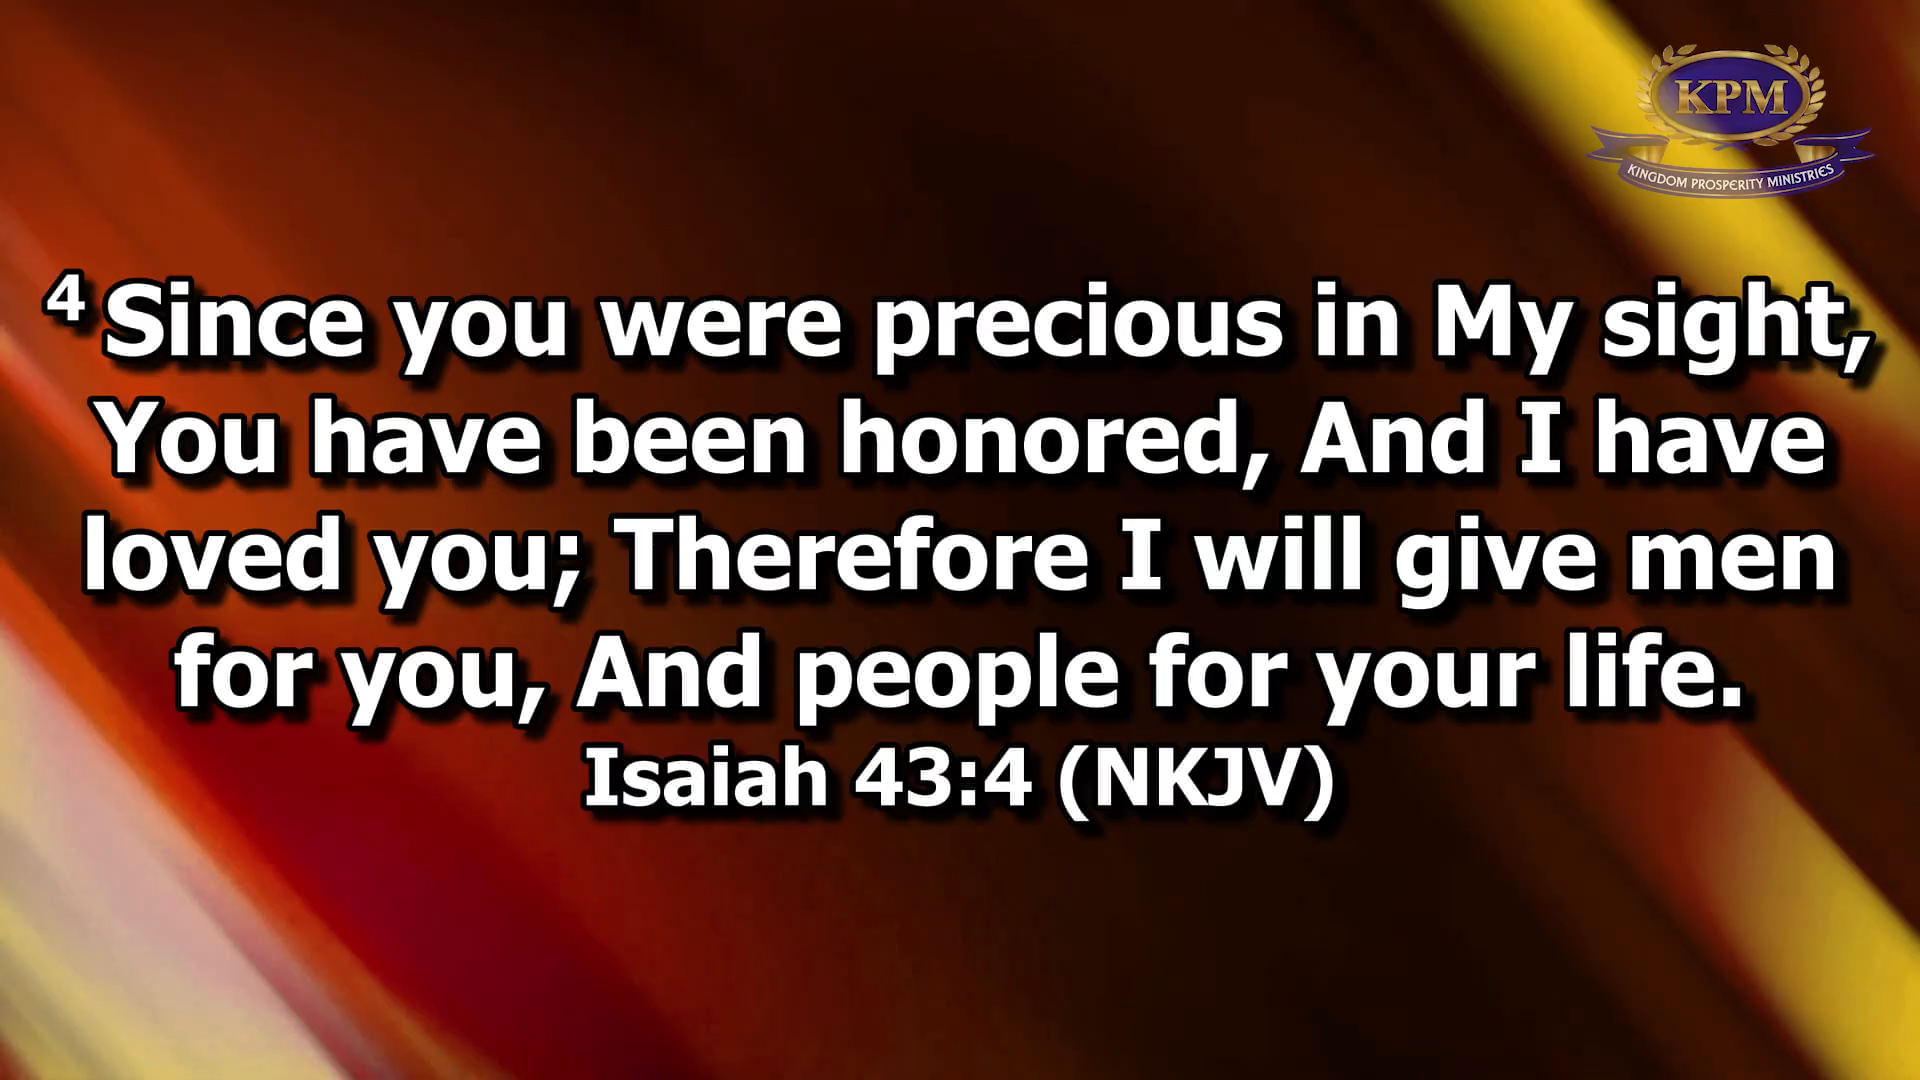 KPM
KINGDOM PROSPERITY MINISTRIES
4 Since you were precious in My sight,
You have been honored, And I have
loved you; Therefore I will give men
for you, And people for your life.
Isaiah 43:4 (NKJV)